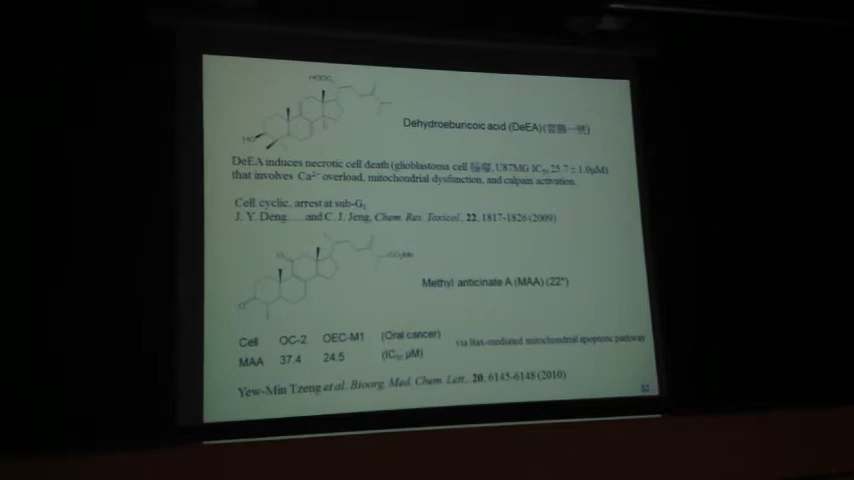 HOOC
HO
Dehydroeburicoic acid (DeEA)
DeEA induces necrotic cell death (glioblastoma cell U87MG IC50 25.7 ± 1.0μM)
that involves Ca2+ overload, mitochondrial dysfunction, and calpain activation.
Cell cyclic, arrest at sub-G1
J. Y. Deng......and C. J. Jeng, Chem. Res. Toxicol., 22, 1817-1826 (2009)
O
CO2Me
O
Methyl anticinate A (MAA) (22*)
Cell OC-2 OEC-M1 (Oral cancer) via Bax-mediated mitochondrial apoptotic pathway
MAA 37.4 24.5 (IC50 μM)
Yew-Min Tzeng et al. Bioorg. Med. Chem. Lett., 20, 6145-6148 (2010)